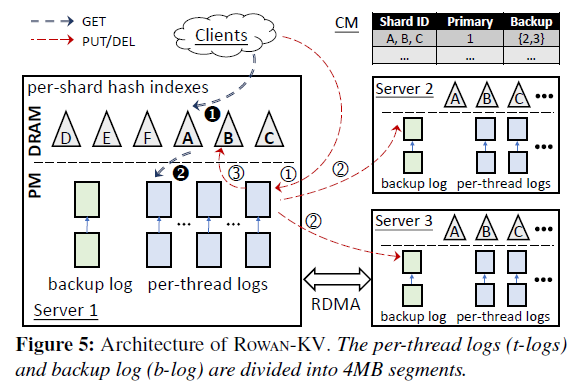 GET
PUT/DEL
Clients
CM
Shard ID Primary Backup
A, B, C 1 {2,3}
... ... ...
per-shard hash indexes
DRAM
D E F A B C
❶
PM
❷ ③ ① ②
②
... ...
backup log per-thread logs
Server 1
RDMA
Server 2
A B C •••
•••
backup log per-thread logs
Server 3
A B C •••
•••
backup log per-thread logs
Figure 5: Architecture of ROWAN-KV. The per-thread logs (t-logs)
and backup log (b-log) are divided into 4MB segments.